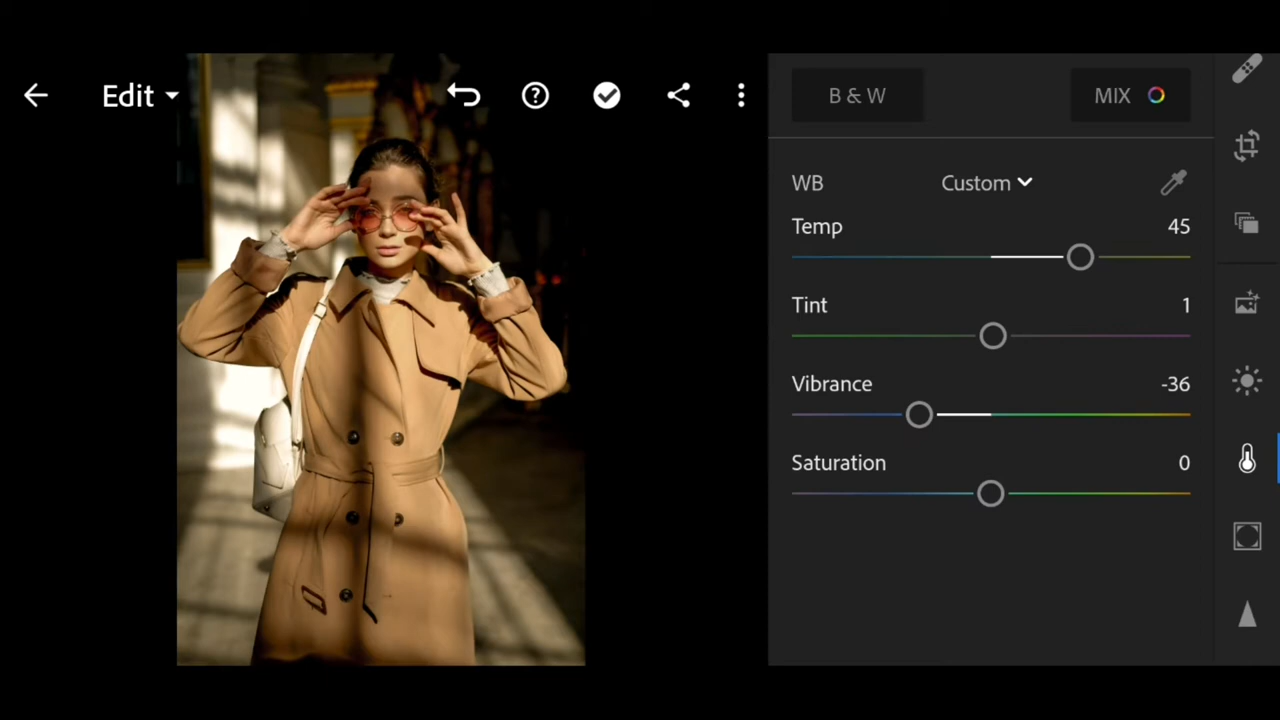 Edit
B & W
MIX
WB
Custom
Temp
45
Tint
1
Vibrance
-36
Saturation
0